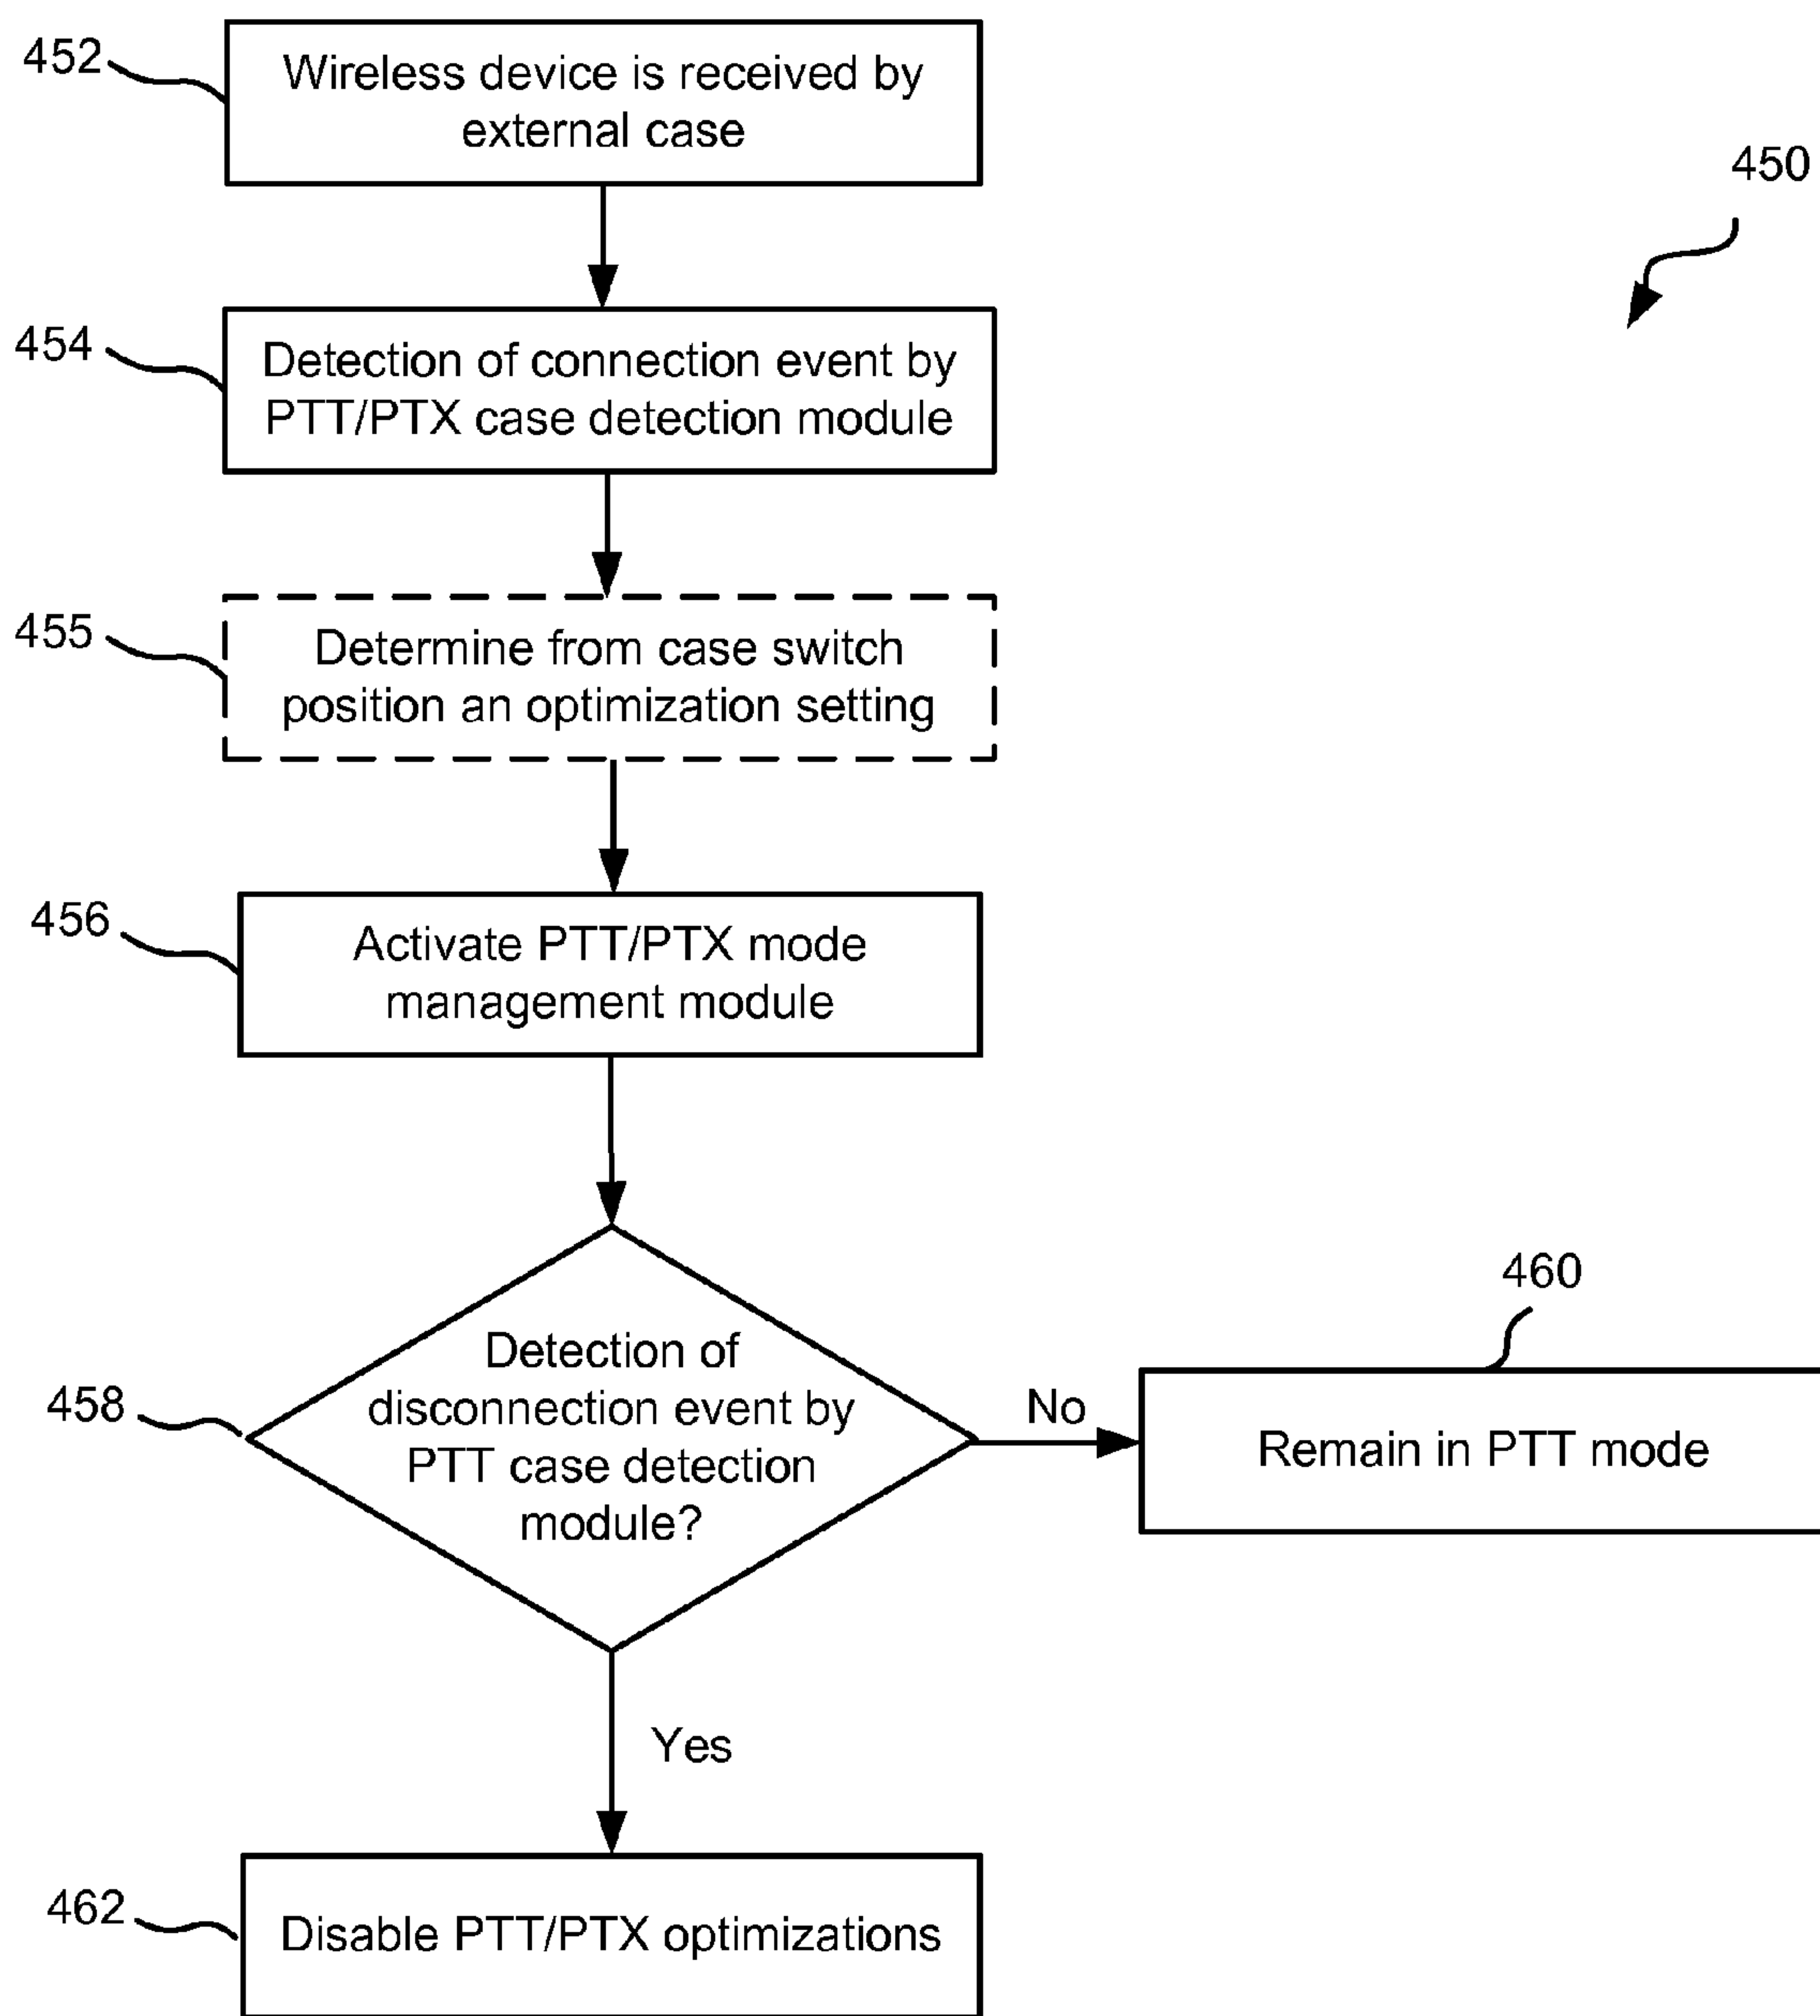 452
Wireless device is received by
external case
450
454
Detection of connection event by
PTT/PTX case detection module
455
Determine from case switch
position an optimization setting
456
Activate PTT/PTX mode
management module
458
Detection of
disconnection event by
PTT case detection
module?
No
460
Remain in PTT mode
Yes
462
Disable PTT/PTX optimizations